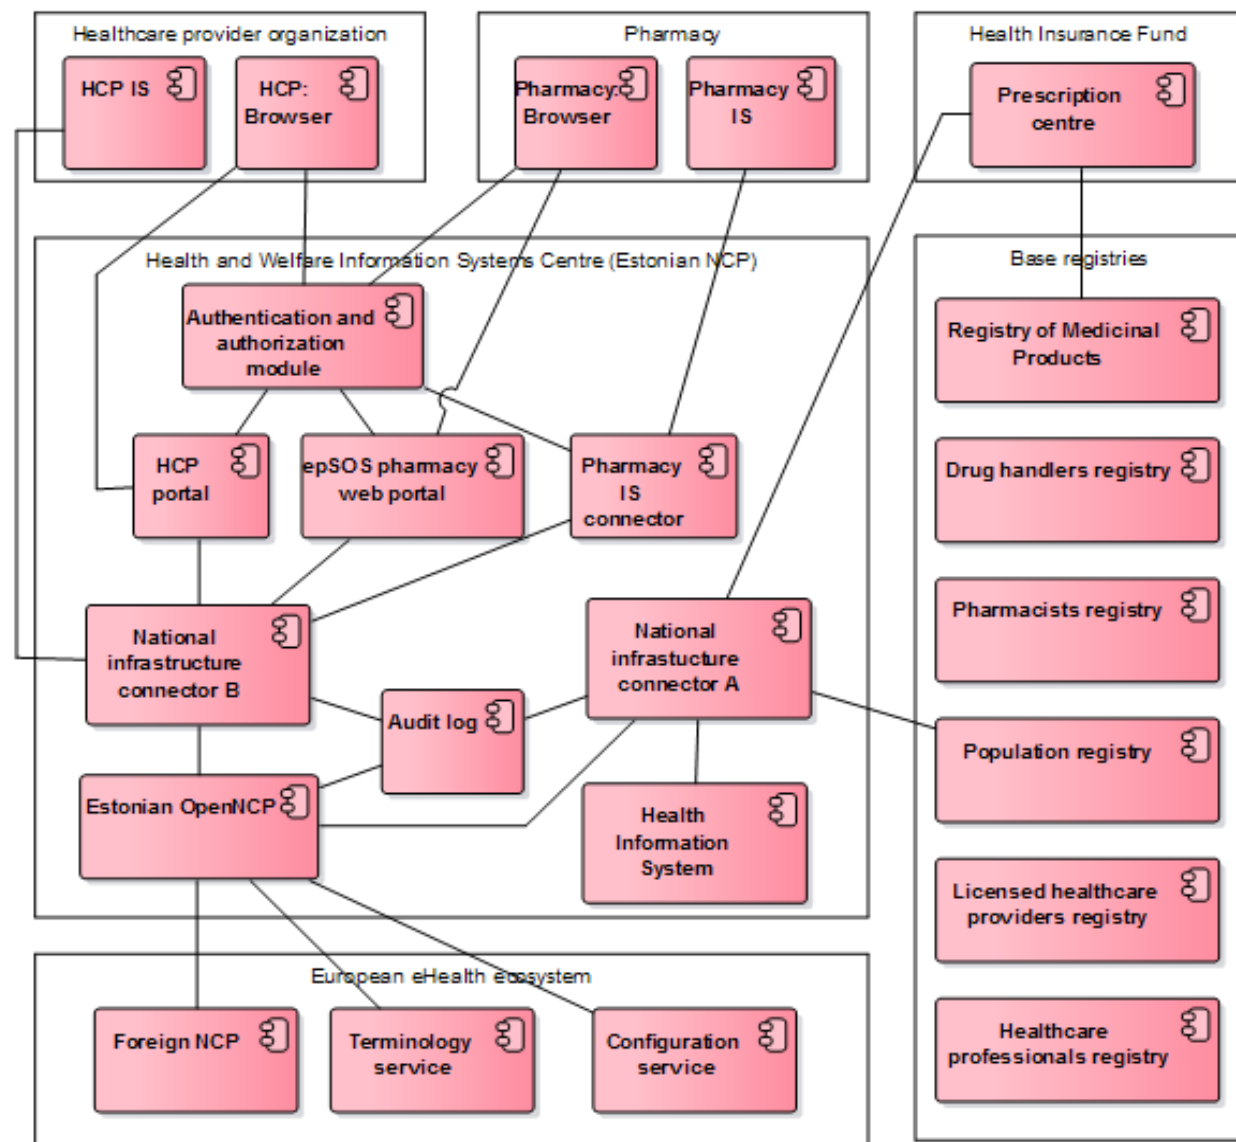 Healthcare provider organization
HCP IS
HCP:
Browser
Pharmacy
Pharmacy:
Browser
Pharmacy
IS
Health Insurance Fund
Prescription
centre
Health and Welfare Information Systems Centre (Estonian NCP)
Authentication and
authorization
module
HCP
portal
epSOS pharmacy
web portal
Pharmacy
IS
connector
National
infrastructure
connector B
National
infrastucture
connector A
Audit log
Estonian OpenNCP
Health
Information
System
Base registries
Registry of Medicinal
Products
Drug handlers registry
Pharmacists registry
Population registry
Licensed healthcare
providers registry
Healthcare
professionals registry
European eHealth ecosystem
Foreign NCP
Terminology
service
Configuration
service